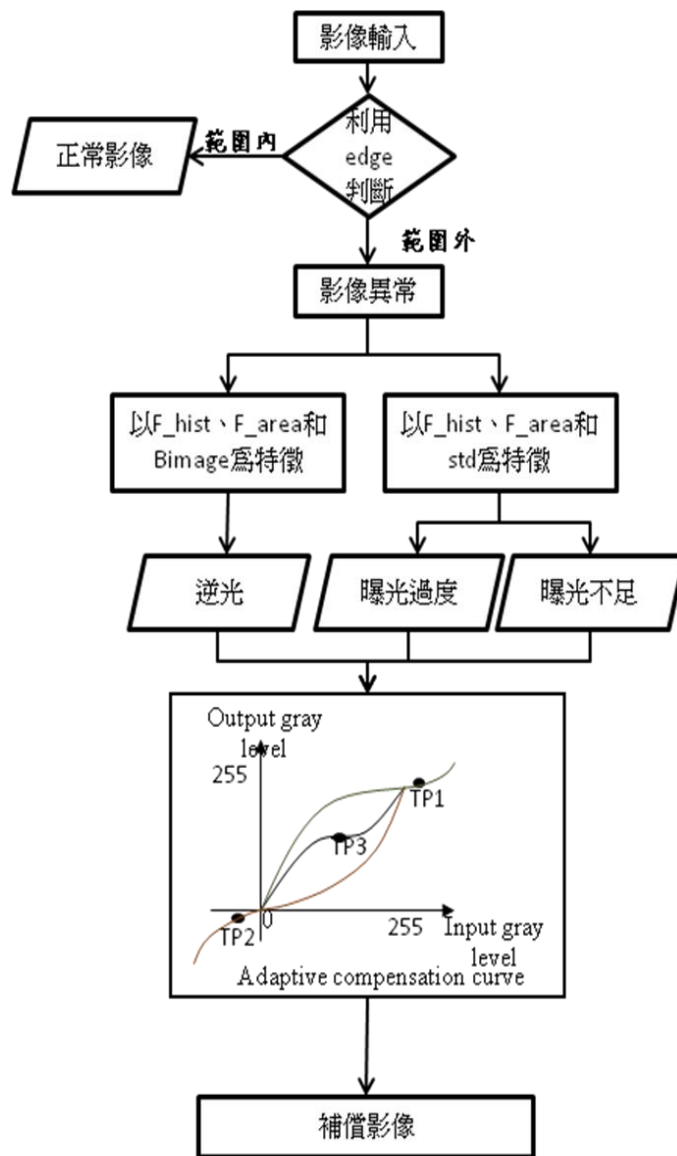 影像輸入
利用
edge
判斷
範圍內
正常影像
範圍外
影像異常
以F_hist、F_area和
Bimage為特徵
以F_hist、F_area和
std為特徵
逆光
曝光過度
曝光不足
Output gray
level
255
TP1
TP3
0
TP2
255
Input gray
level
Adaptive compensation curve
補償影像